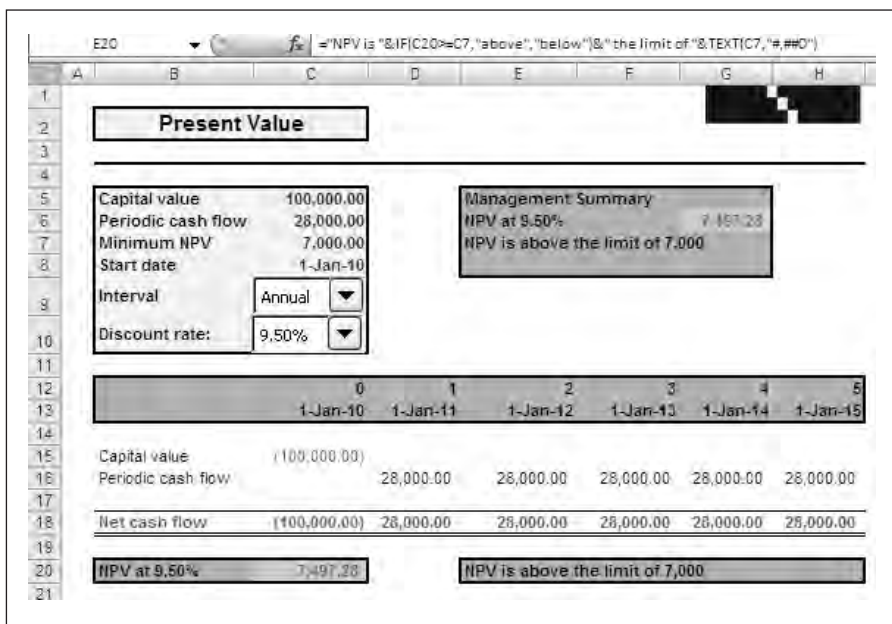 E20 fx ="NPV is "&IF(C20>=C7,"above","below")&" the limit of "&TEXT(C7,"#,##0")
A B C D E F G H
1
2 Present Value
3
4
5 Capital value 100,000.00 Management Summary
6 Periodic cash flow 28,000.00 NPV at 9.50% 7,497.28
7 Minimum NPV 7,000.00 NPV is above the limit of 7,000
8 Start date 1-Jan-10
9 Interval Annual
10 Discount rate: 9.50%
11
12 0 1 2 3 4 5
13 1-Jan-10 1-Jan-11 1-Jan-12 1-Jan-13 1-Jan-14 1-Jan-15
14
15 Capital value (100,000.00)
16 Periodic cash flow 28,000.00 28,000.00 28,000.00 28,000.00 28,000.00
17
18 Net cash flow (100,000.00) 28,000.00 28,000.00 28,000.00 28,000.00 28,000.00
19
20 NPV at 9.50% 7,497.28 NPV is above the limit of 7,000
21